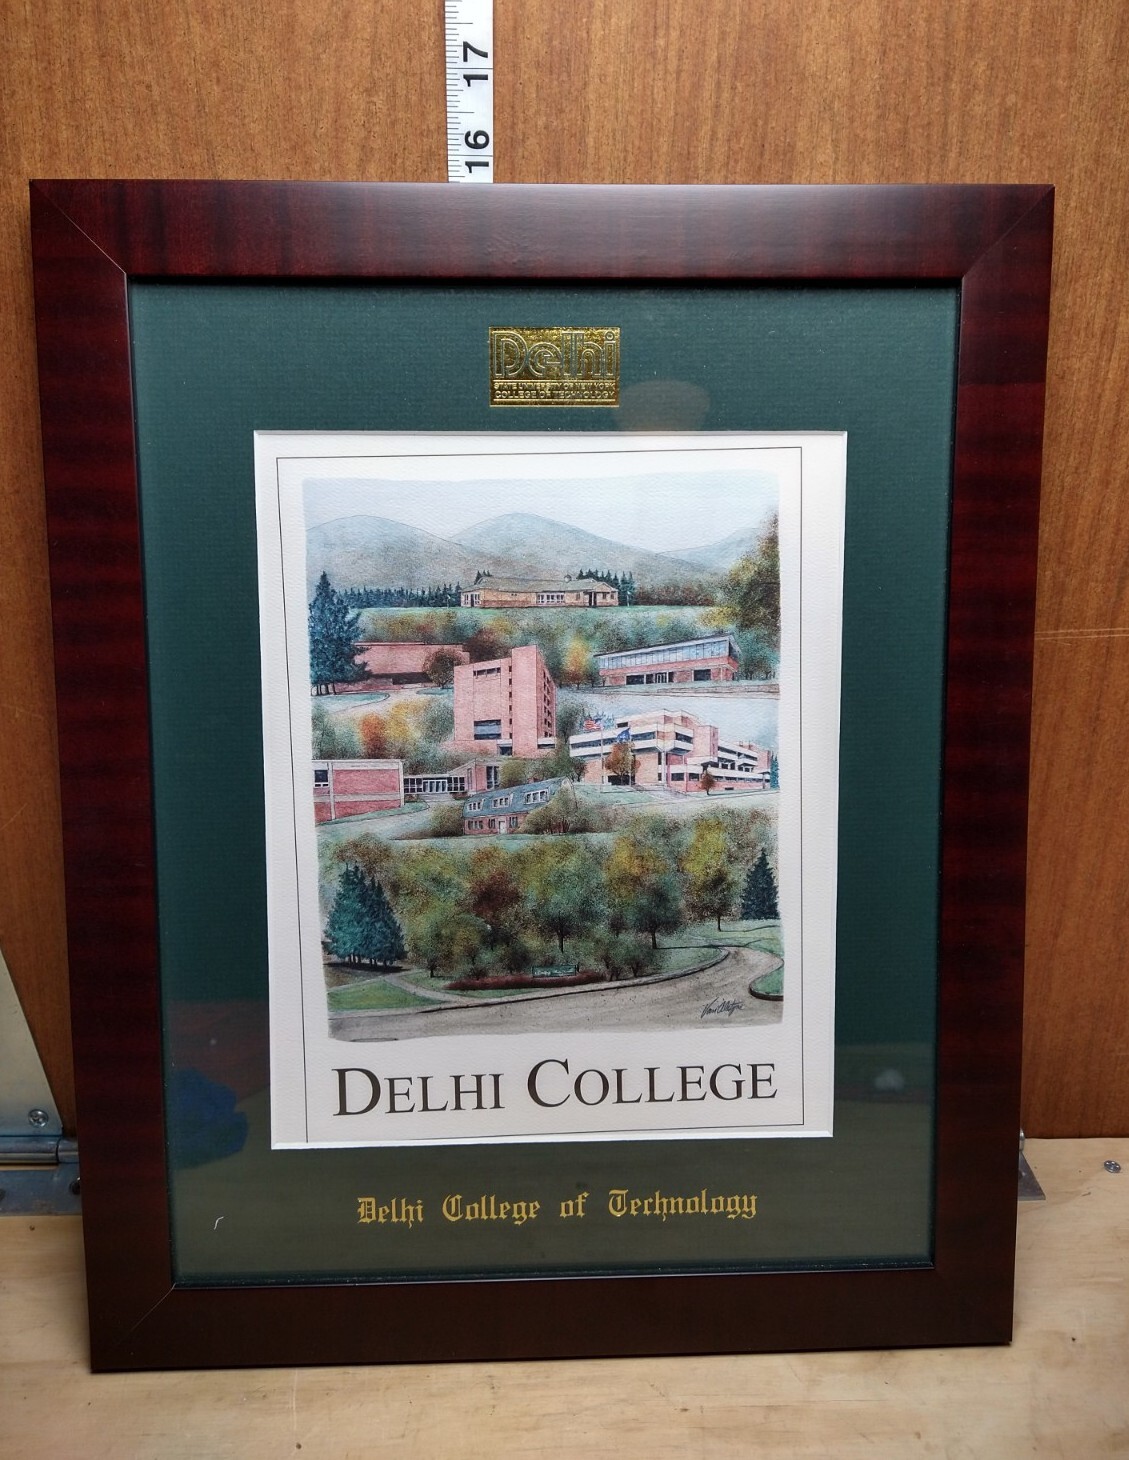 17
16
Delhi
STATE UNIVERSITY OF NEW YORK
COLLEGE OF TECHNOLOGY
DELHI COLLEGE
Delhi College of Technology